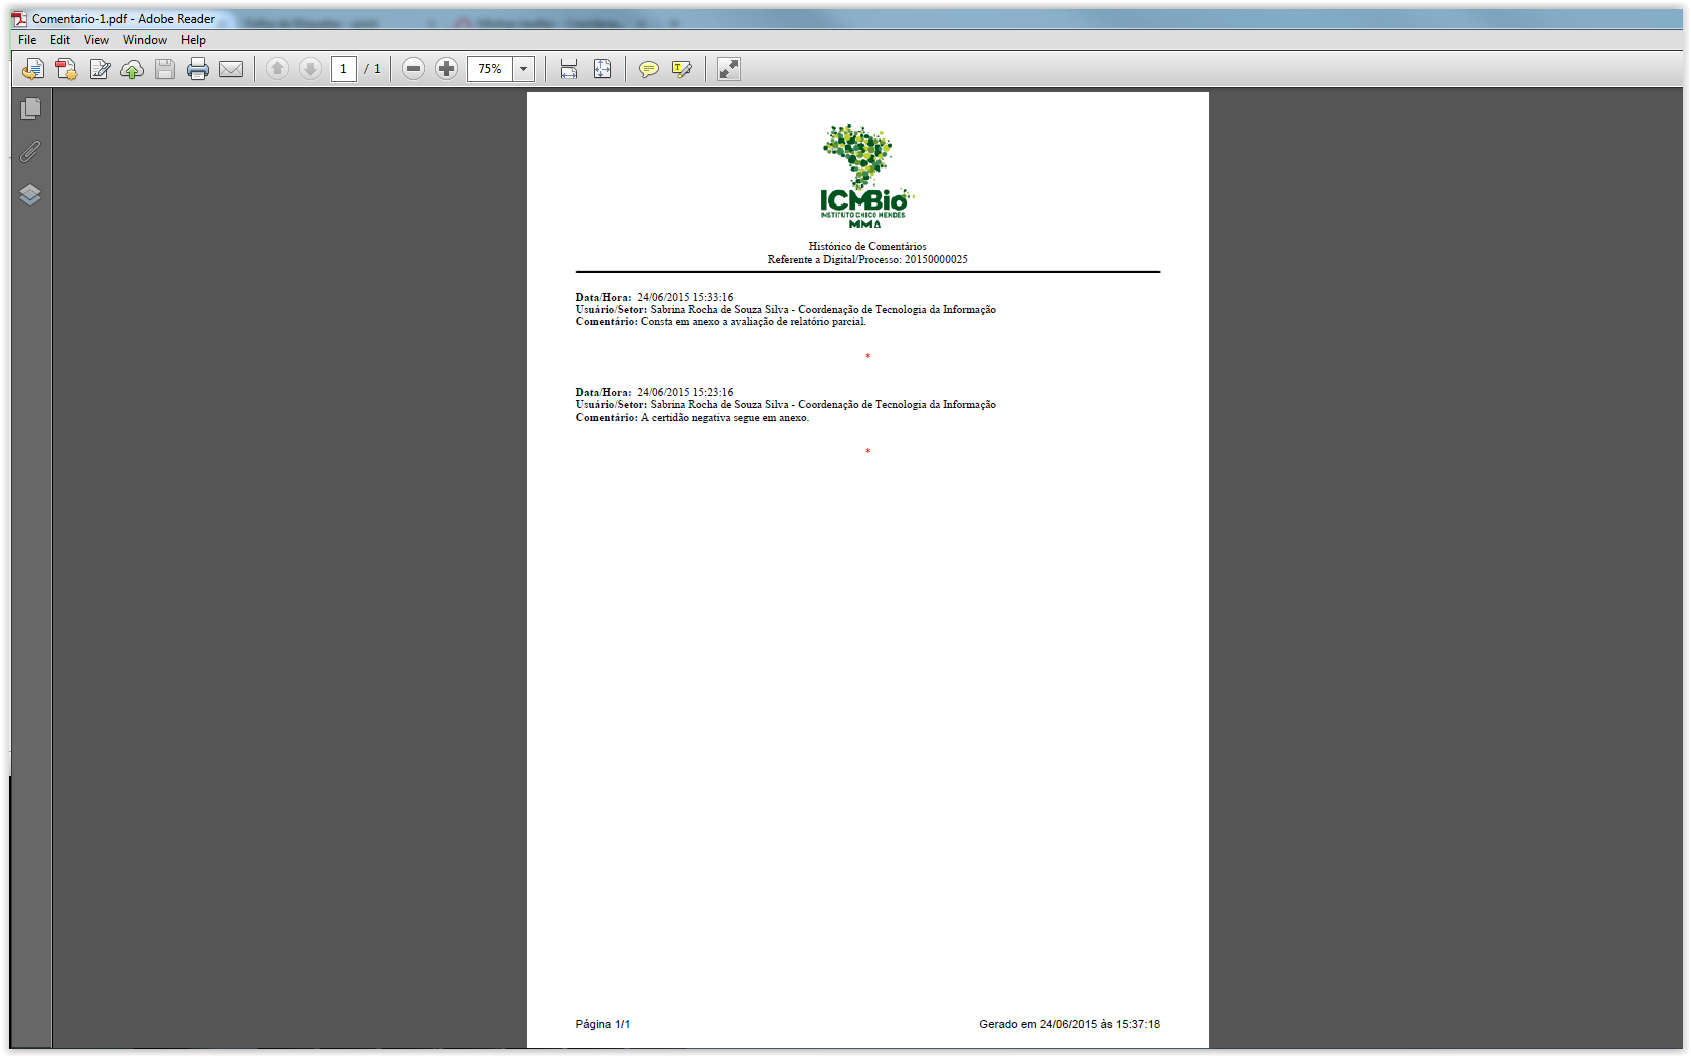 Comentario-1.pdf - Adobe Reader
File Edit View Window Help
1 / 1 75%
ICMBio
INSTITUTO CHICO MENDES
MMA
Histórico de Comentários
Referente a Digital/Processo: 20150000025
Data/Hora: 24/06/2015 15:33:16
Usuário/Setor: Sabrina Rocha de Souza Silva - Coordenação de Tecnologia da Informação
Comentário: Consta em anexo a avaliação de relatório parcial.
*
Data/Hora: 24/06/2015 15:23:16
Usuário/Setor: Sabrina Rocha de Souza Silva - Coordenação de Tecnologia da Informação
Comentário: A certidão negativa segue em anexo.
*
Página 1/1 Gerado em 24/06/2015 às 15:37:18